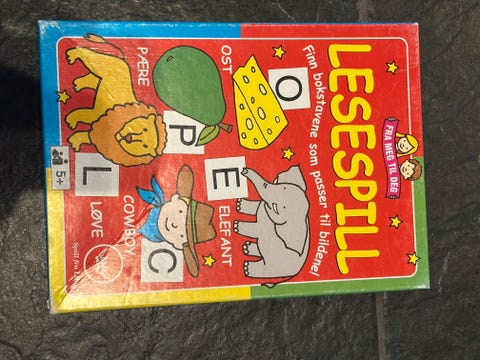 LESESPILL
FRA MEG TIL DEG
Finn bokstavene som passer til bildene!
OST
O
E
ELEFANT
PÆRE
P
COWBOY
C
LØVE
L
5+